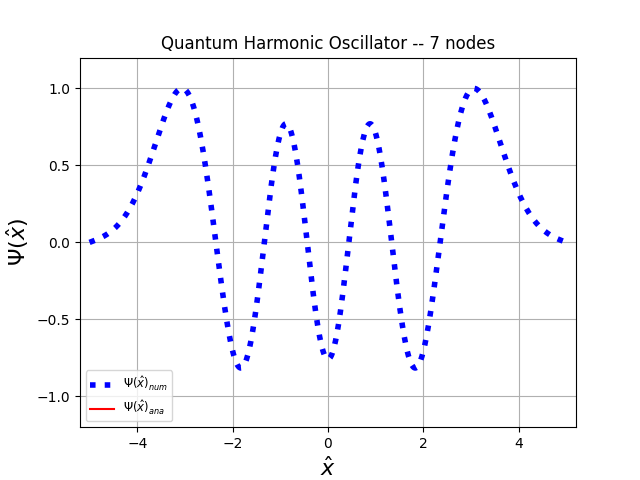 Quantum Harmonic Oscillator -- 7 nodes
1.0
0.5
0.0
−0.5
−1.0
Ψ(x̂)
Ψ(x̂)num
Ψ(x̂)ana
−4
−2
0
2
4
x̂